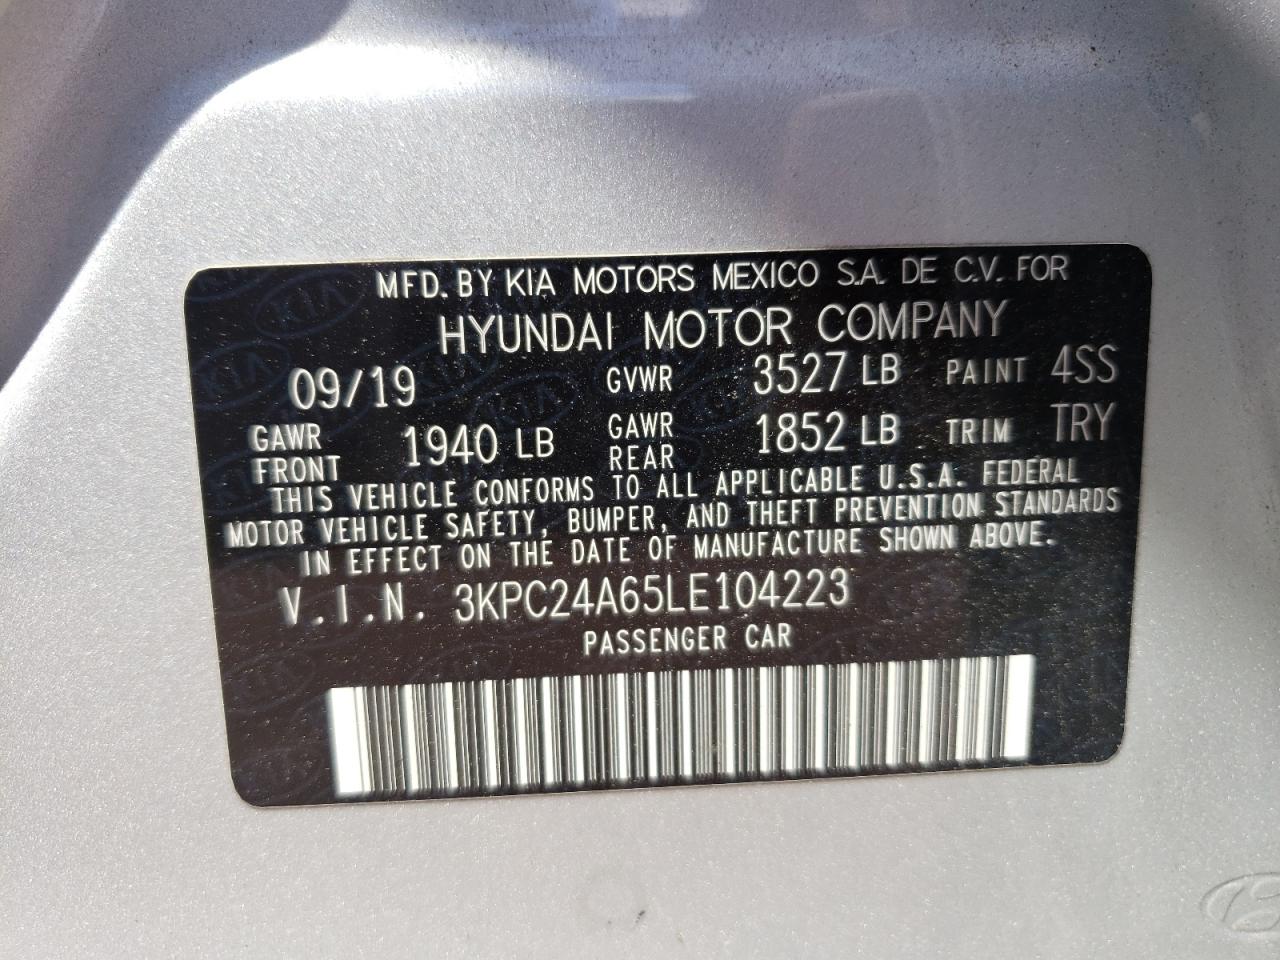 MFD. BY KIA MOTORS MEXICO S.A. DE C.V. FOR
HYUNDAI MOTOR COMPANY
09/19 GVWR 3527 LB PAINT 4SS
GAWR FRONT 1940 LB GAWR REAR 1852 LB TRIM TRY
THIS VEHICLE CONFORMS TO ALL APPLICABLE U.S.A. FEDERAL
MOTOR VEHICLE SAFETY, BUMPER, AND THEFT PREVENTION STANDARDS
IN EFFECT ON THE DATE OF MANUFACTURE SHOWN ABOVE.
V.I.N. 3KPC24A65LE104223
PASSENGER CAR